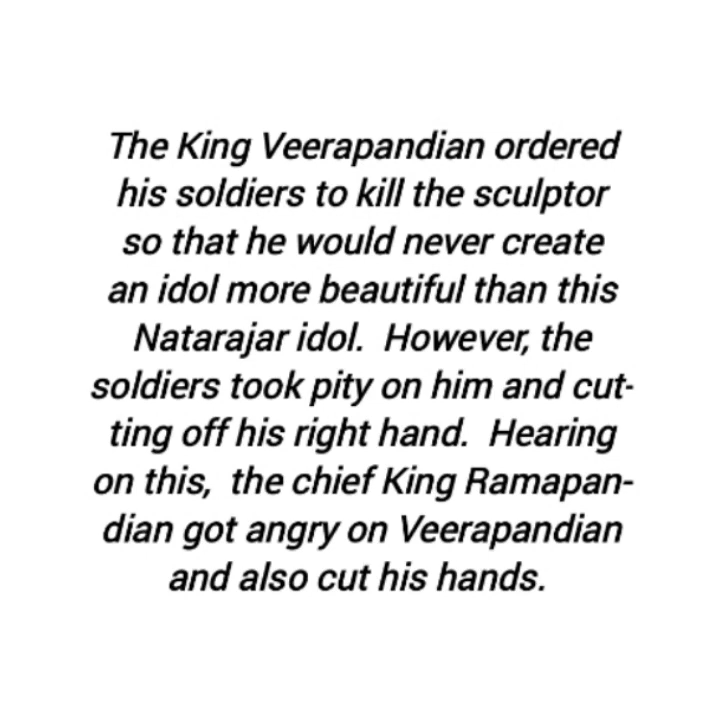 The King Veerapandian ordered
his soldiers to kill the sculptor
so that he would never create
an idol more beautiful than this
Natarajar idol.  However, the
soldiers took pity on him and cut-
ting off his right hand.  Hearing
on this,  the chief King Ramapan-
dian got angry on Veerapandian
and also cut his hands.